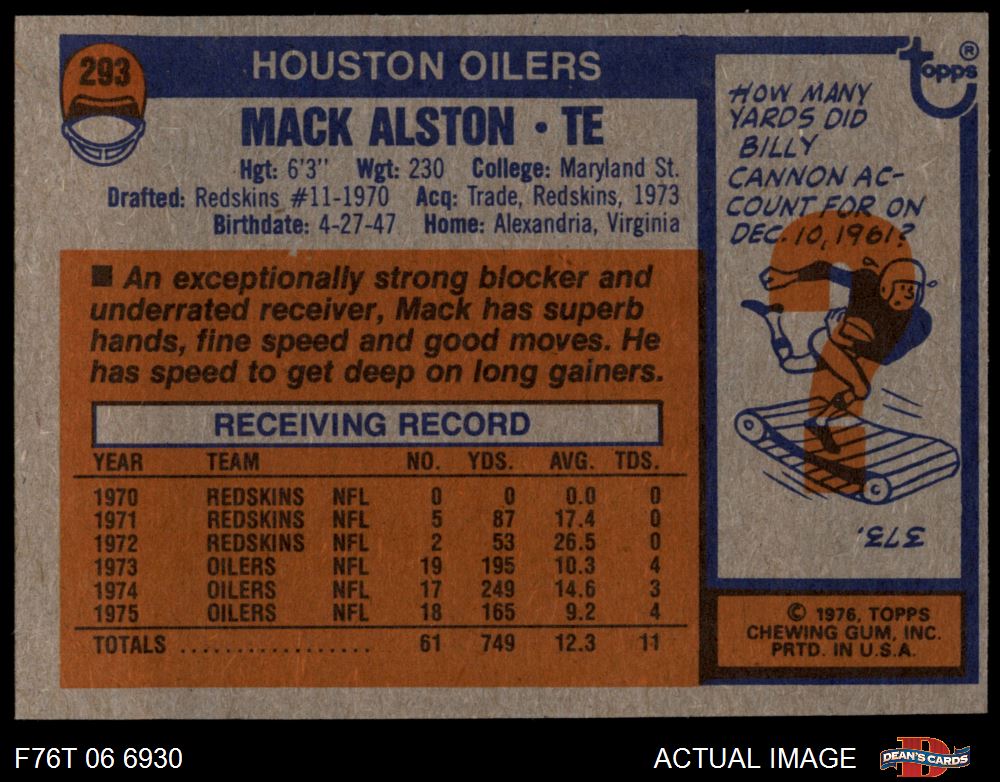 293
HOUSTON OILERS
MACK ALSTON • TE
Hgt: 6'3" Wgt: 230 College: Maryland St.
Drafted: Redskins #11-1970 Acq: Trade, Redskins, 1973
Birthdate: 4-27-47 Home: Alexandria, Virginia
■ An exceptionally strong blocker and
underrated receiver, Mack has superb
hands, fine speed and good moves. He
has speed to get deep on long gainers.
RECEIVING RECORD
YEAR TEAM NO. YDS. AVG. TDS.
1970 REDSKINS NFL 0 0 0.0 0
1971 REDSKINS NFL 5 87 17.4 0
1972 REDSKINS NFL 2 53 26.5 0
1973 OILERS NFL 19 195 10.3 4
1974 OILERS NFL 17 249 14.6 3
1975 OILERS NFL 18 165 9.2 4
TOTALS .................. 61 749 12.3 11
topps®
HOW MANY
YARDS DID
BILLY
CANNON AC-
COUNT FOR ON
DEC. 10, 1961?
?
373.
© 1976, TOPPS
CHEWING GUM, INC.
PRTD. IN U.S.A.
F76T 06 6930
ACTUAL IMAGE
D
DEAN'S CARDS